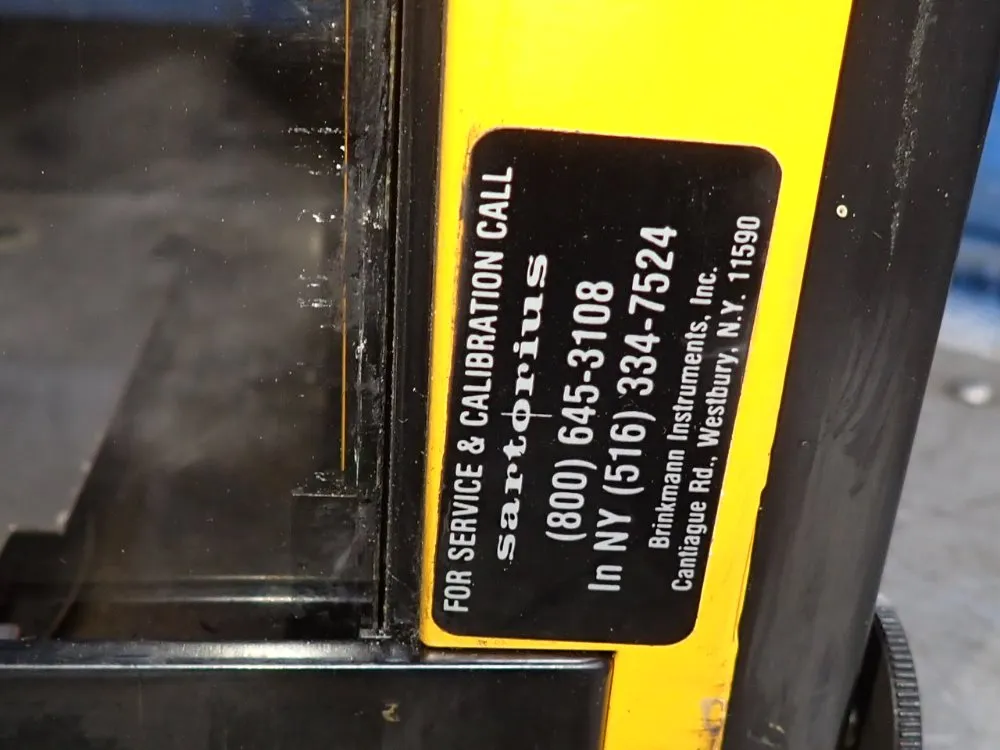 FOR SERVICE & CALIBRATION CALL
sartorius
(800) 645-3108
In NY (516) 334-7524
Brinkmann Instruments, Inc.
Cantiague Rd., Westbury, N.Y. 11590